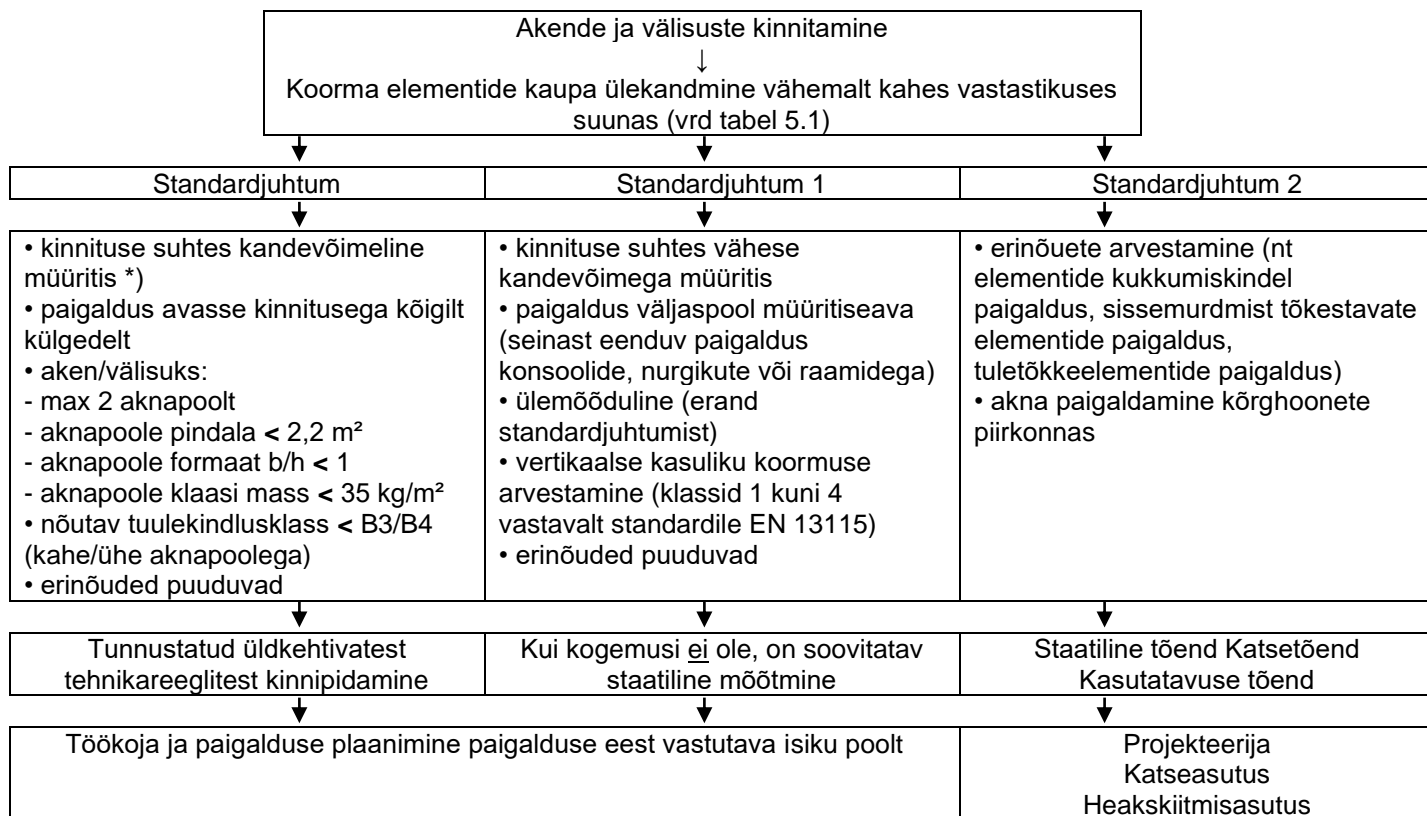 Akende ja välisuste kinnitamine
↓
Koorma elementide kaupa ülekandmine vähemalt kahes vastastikuses
suunas (vrd tabel 5.1)
Standardjuhtum
Standardjuhtum 1
Standardjuhtum 2
• kinnituse suhtes kandevõimeline
müüritis *)
• paigaldus avasse kinnitusega kõigilt
külgedelt
• aken/välisuks:
- max 2 aknapoolt
- aknapoole pindala < 2,2 m²
- aknapoole formaat b/h < 1
- aknapoole klaasi mass < 35 kg/m²
• nõutav tuulekindlusklass < B3/B4
(kahe/ühe aknapoolega)
• erinõuded puuduvad
• kinnituse suhtes vähese
kandevõimega müüritis
• paigaldus väljaspool müüritiseava
(seinast eenduv paigaldus
konsoolide, nurgikute või raamidega)
• ülemõõduline (erand
standardjuhtumist)
• vertikaalse kasuliku koormuse
arvestamine (klassid 1 kuni 4
vastavalt standardile EN 13115)
• erinõuded puuduvad
• erinõuete arvestamine (nt
elementide kukkumiskindel
paigaldus, sissemurdmist tõkestavate
elementide paigaldus,
tuletõkkeelementide paigaldus)
• akna paigaldamine kõrghoonete
piirkonnas
Tunnustatud üldkehtivatest
tehnikareeglitest kinnipidamine
Kui kogemusi ei ole, on soovitatav
staatiline mõõtmine
Staatiline tõend Katsetõend
Kasutatavuse tõend
Töökoja ja paigalduse plaanimine paigalduse eest vastutava isiku poolt
Projekteerija
Katseasutus
Heakskiitmisasutus